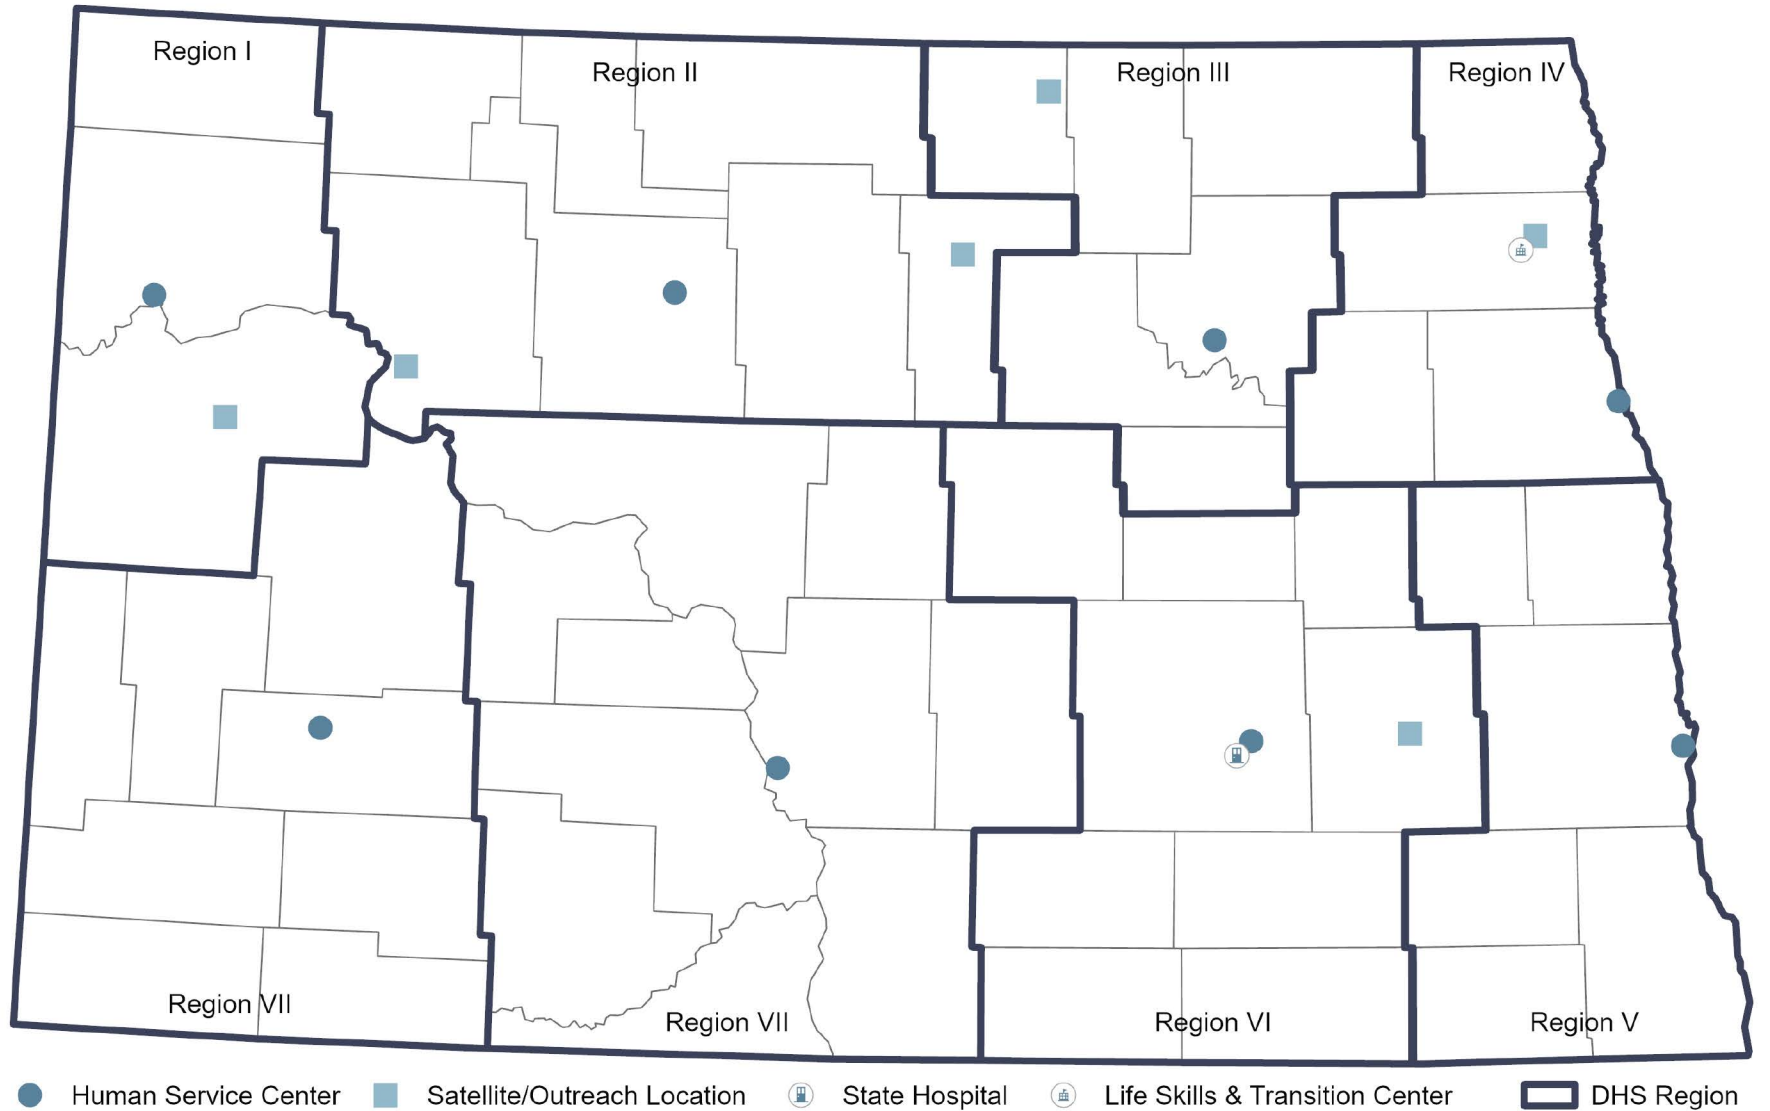 Region I
Region II
Region III
Region IV
Region VII
Region VII
Region VI
Region V
Human Service Center
Satellite/Outreach Location
State Hospital
Life Skills & Transition Center
DHS Region